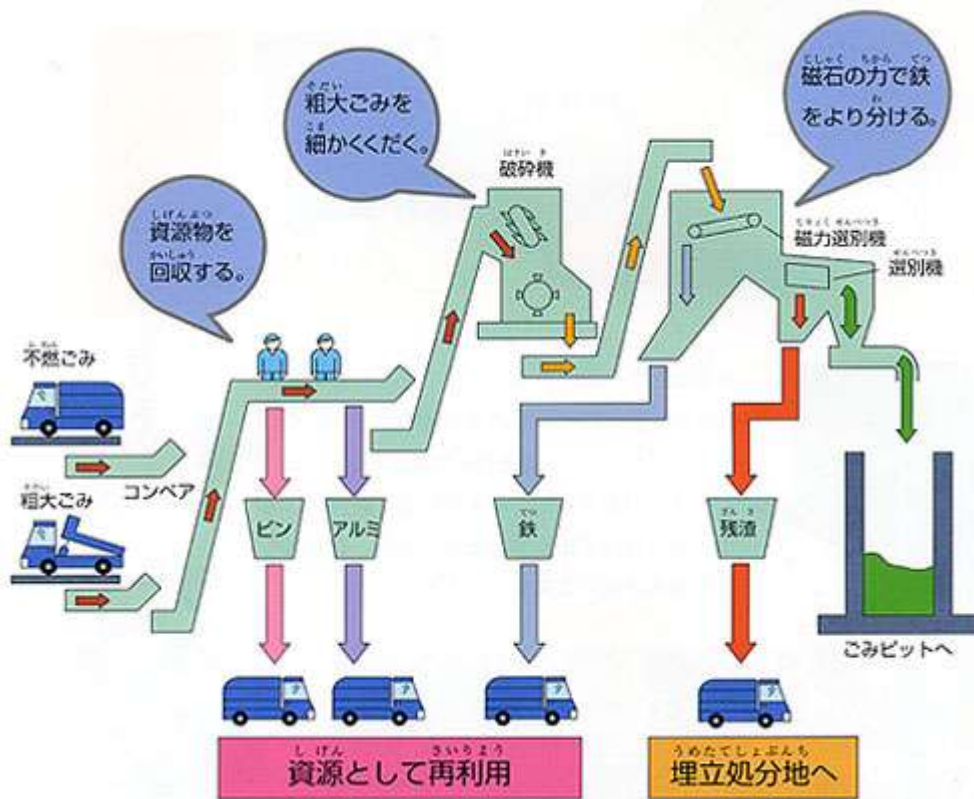 粗大ごみを
細かくくだく。
磁石の力で鉄
をより分ける。
資源物を
回収する。
破砕機
磁力選別機
選別機
不燃ごみ
コンベア
粗大ごみ
ビン
アルミ
鉄
残渣
ごみピットへ
資源として再利用
埋立処分地へ